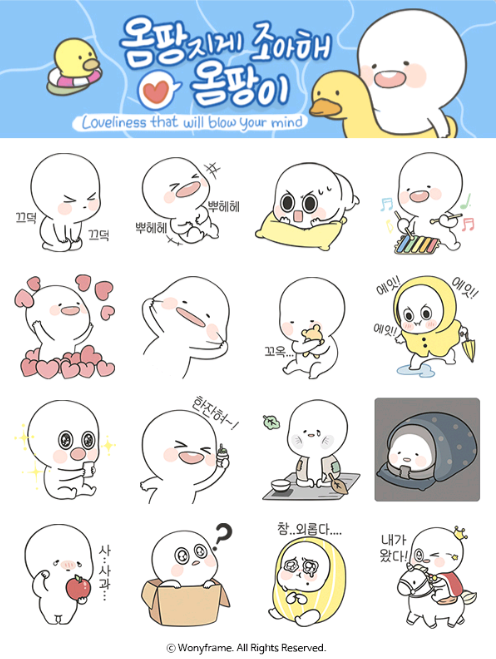 옴팡지게 조아해
옴팡이
Loveliness that will blow your mind
끄덕
끄덕
뿌헤헤
뿌헤헤
꼬옥...
에잇!!
에잇!!
에잇!!
한잔혀~!
사...사과...
?
참..외롭다....
내가
왔다!
ⓒ Wonyframe. All Rights Reserved.